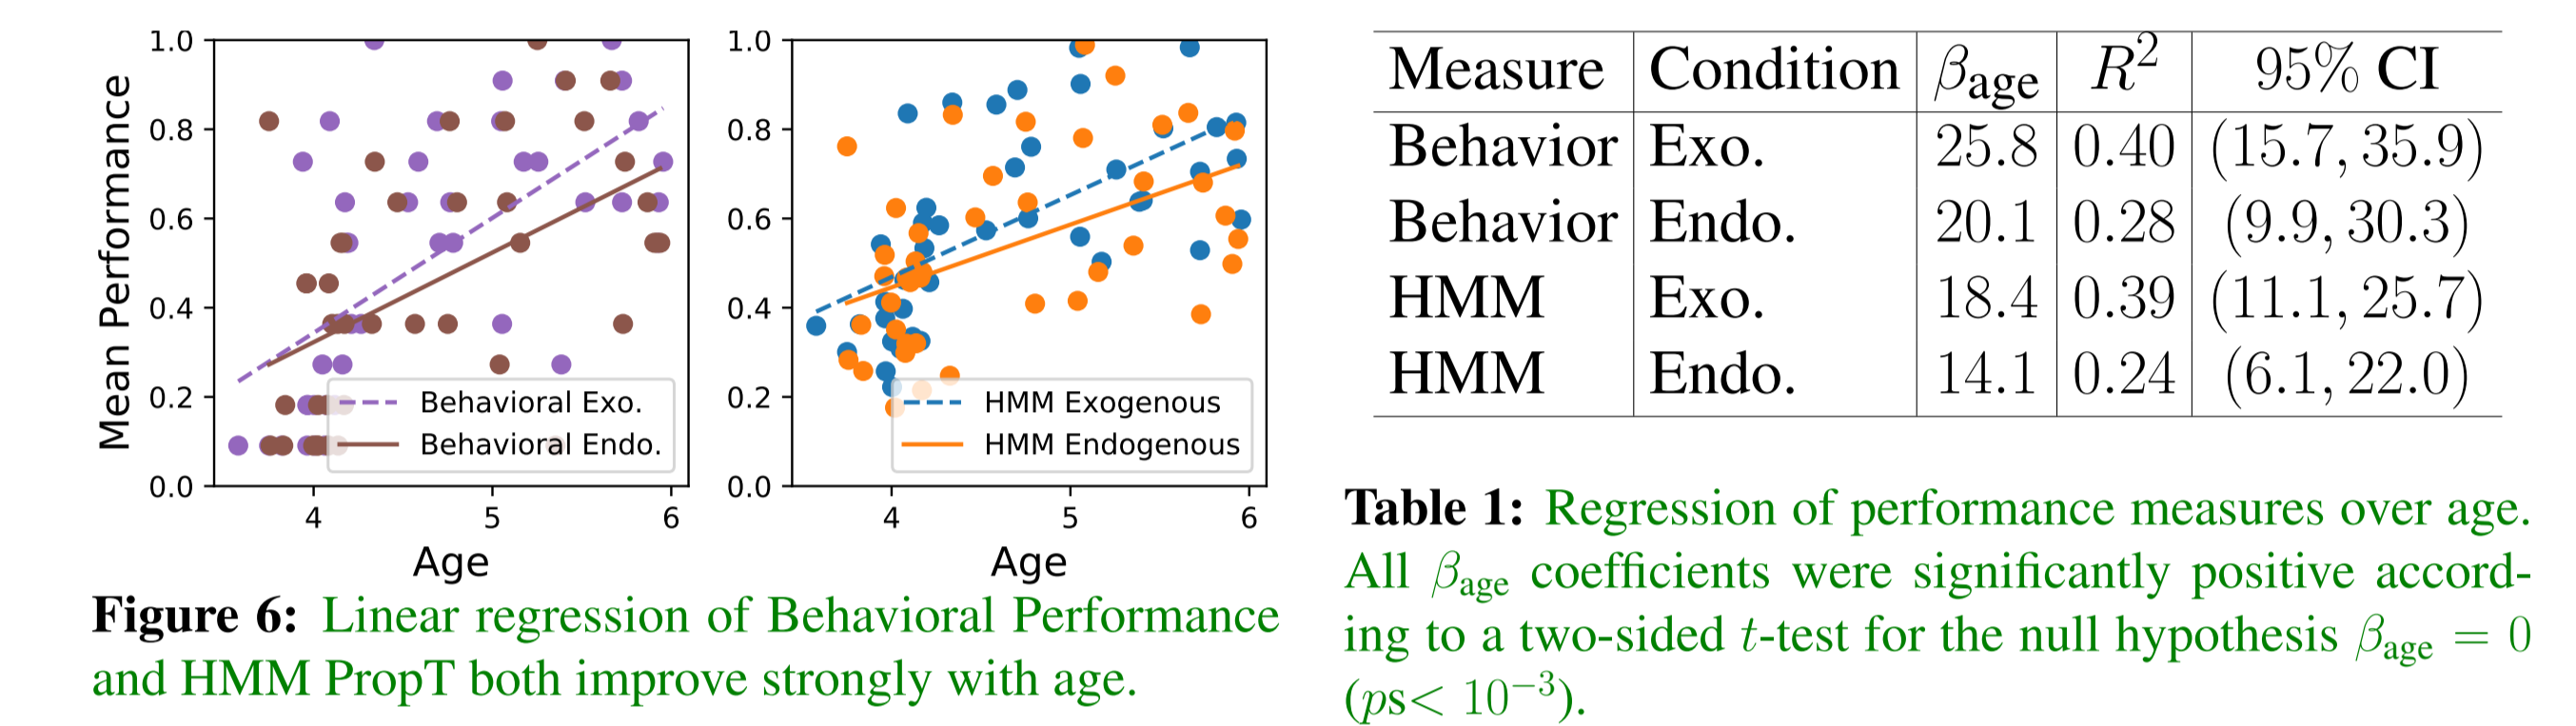 1.0
0.8
0.6
0.4
0.2
0.0
Mean Performance
4 5 6
Age
Behavioral Exo.
Behavioral Endo.
1.0
0.8
0.6
0.4
0.2
0.0
4 5 6
Age
HMM Exogenous
HMM Endogenous
Figure 6: Linear regression of Behavioral Performance
and HMM PropT both improve strongly with age.
Measure Condition β_age R² 95% CI
Behavior Exo. 25.8 0.40 (15.7, 35.9)
Behavior Endo. 20.1 0.28 (9.9, 30.3)
HMM Exo. 18.4 0.39 (11.1, 25.7)
HMM Endo. 14.1 0.24 (6.1, 22.0)
Table 1: Regression of performance measures over age.
All β_age coefficients were significantly positive accord-
ing to a two-sided t-test for the null hypothesis β_age = 0
(ps< 10⁻³).